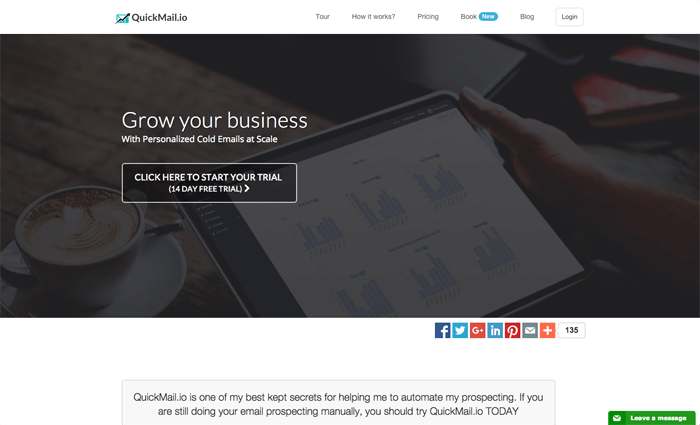 QuickMail.io
Tour
How it works?
Pricing
Book New
Blog
Login
Grow your business
With Personalized Cold Emails at Scale
CLICK HERE TO START YOUR TRIAL
(14 DAY FREE TRIAL)
135
QuickMail.io is one of my best kept secrets for helping me to automate my prospecting. If you
are still doing your email prospecting manually, you should try QuickMail.io TODAY
Leave a message